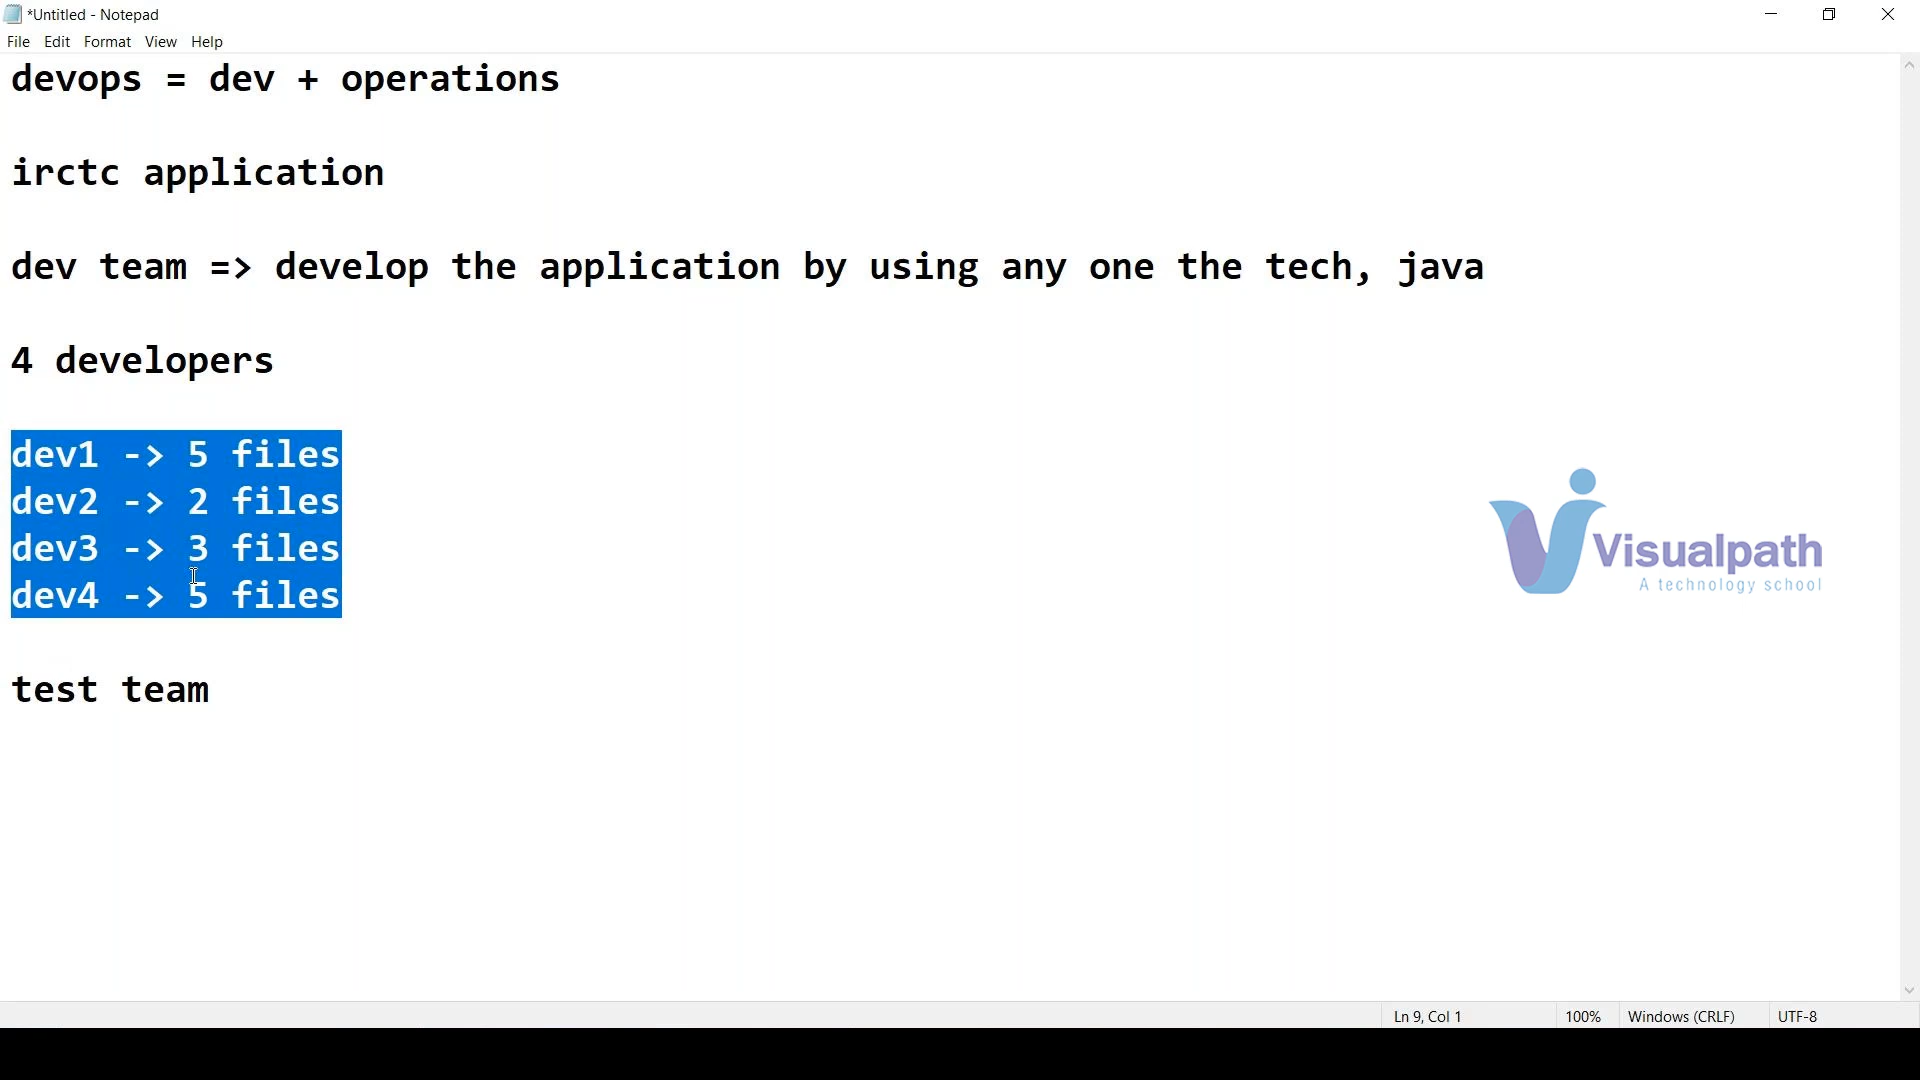 *Untitled - Notepad
File Edit Format View Help
devops = dev + operations
irctc application
dev team => develop the application by using any one the tech, java
4 developers
dev1 -> 5 files
dev2 -> 2 files
dev3 -> 3 files
dev4 -> 5 files
Visualpath
A technology school
test team
Ln 9, Col 1 100% Windows (CRLF) UTF-8